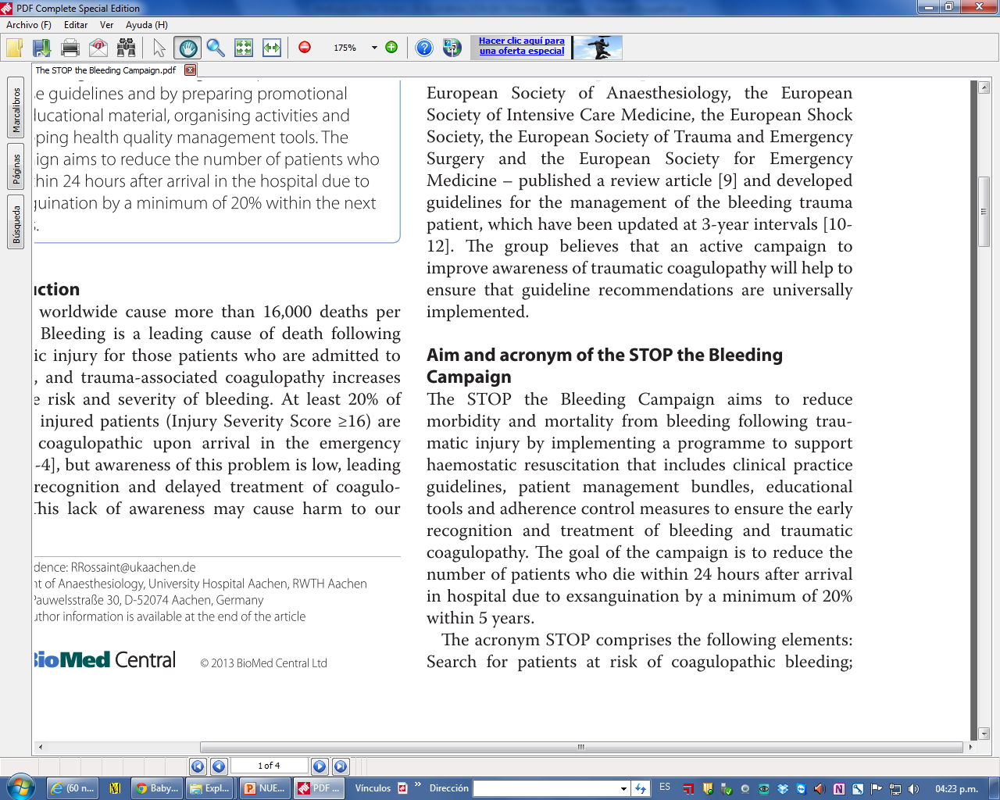 PDF Complete Special Edition
Archivo (F) Editar Ver Ayuda (H)
175%
Hacer clic aquí para
una oferta especial
The STOP the Bleeding Campaign.pdf
Marcalibros
Páginas
Búsqueda
e guidelines and by preparing promotional
lucational material, organising activities and
ping health quality management tools. The
ign aims to reduce the number of patients who
hin 24 hours after arrival in the hospital due to
guination by a minimum of 20% within the next
s.
uction
worldwide cause more than 16,000 deaths per
Bleeding is a leading cause of death following
ic injury for those patients who are admitted to
, and trauma-associated coagulopathy increases
e risk and severity of bleeding. At least 20% of
injured patients (Injury Severity Score ≥16) are
coagulopathic upon arrival in the emergency
-4], but awareness of this problem is low, leading
recognition and delayed treatment of coagulo-
This lack of awareness may cause harm to our
dence: RRossaint@ukaachen.de
nt of Anaesthesiology, University Hospital Aachen, RWTH Aachen
Pauwelsstraße 30, D-52074 Aachen, Germany
uthor information is available at the end of the article
BioMed Central © 2013 BioMed Central Ltd
European Society of Anaesthesiology, the European
Society of Intensive Care Medicine, the European Shock
Society, the European Society of Trauma and Emergency
Surgery and the European Society for Emergency
Medicine – published a review article [9] and developed
guidelines for the management of the bleeding trauma
patient, which have been updated at 3-year intervals [10-
12]. The group believes that an active campaign to
improve awareness of traumatic coagulopathy will help to
ensure that guideline recommendations are universally
implemented.
Aim and acronym of the STOP the Bleeding
Campaign
The STOP the Bleeding Campaign aims to reduce
morbidity and mortality from bleeding following trau-
matic injury by implementing a programme to support
haemostatic resuscitation that includes clinical practice
guidelines, patient management bundles, educational
tools and adherence control measures to ensure the early
recognition and treatment of bleeding and traumatic
coagulopathy. The goal of the campaign is to reduce the
number of patients who die within 24 hours after arrival
in hospital due to exsanguination by a minimum of 20%
within 5 years.
The acronym STOP comprises the following elements:
Search for patients at risk of coagulopathic bleeding;
1 of 4
(60 n... Baby... Expl... NUE... PDF ... Vínculos » Dirección ES 04:23 p.m.